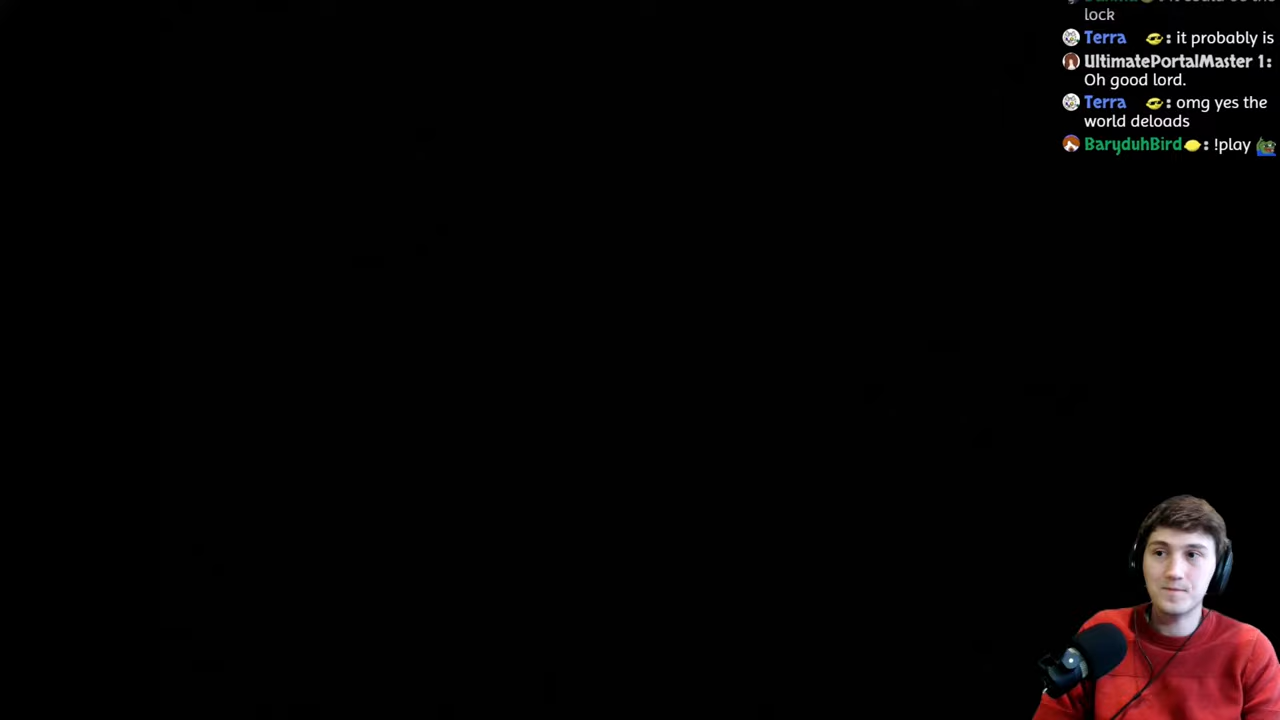 lock
Terra : it probably is
UltimatePortalMaster 1:
Oh good lord.
Terra : omg yes the
world deloads
BaryduhBird : !play